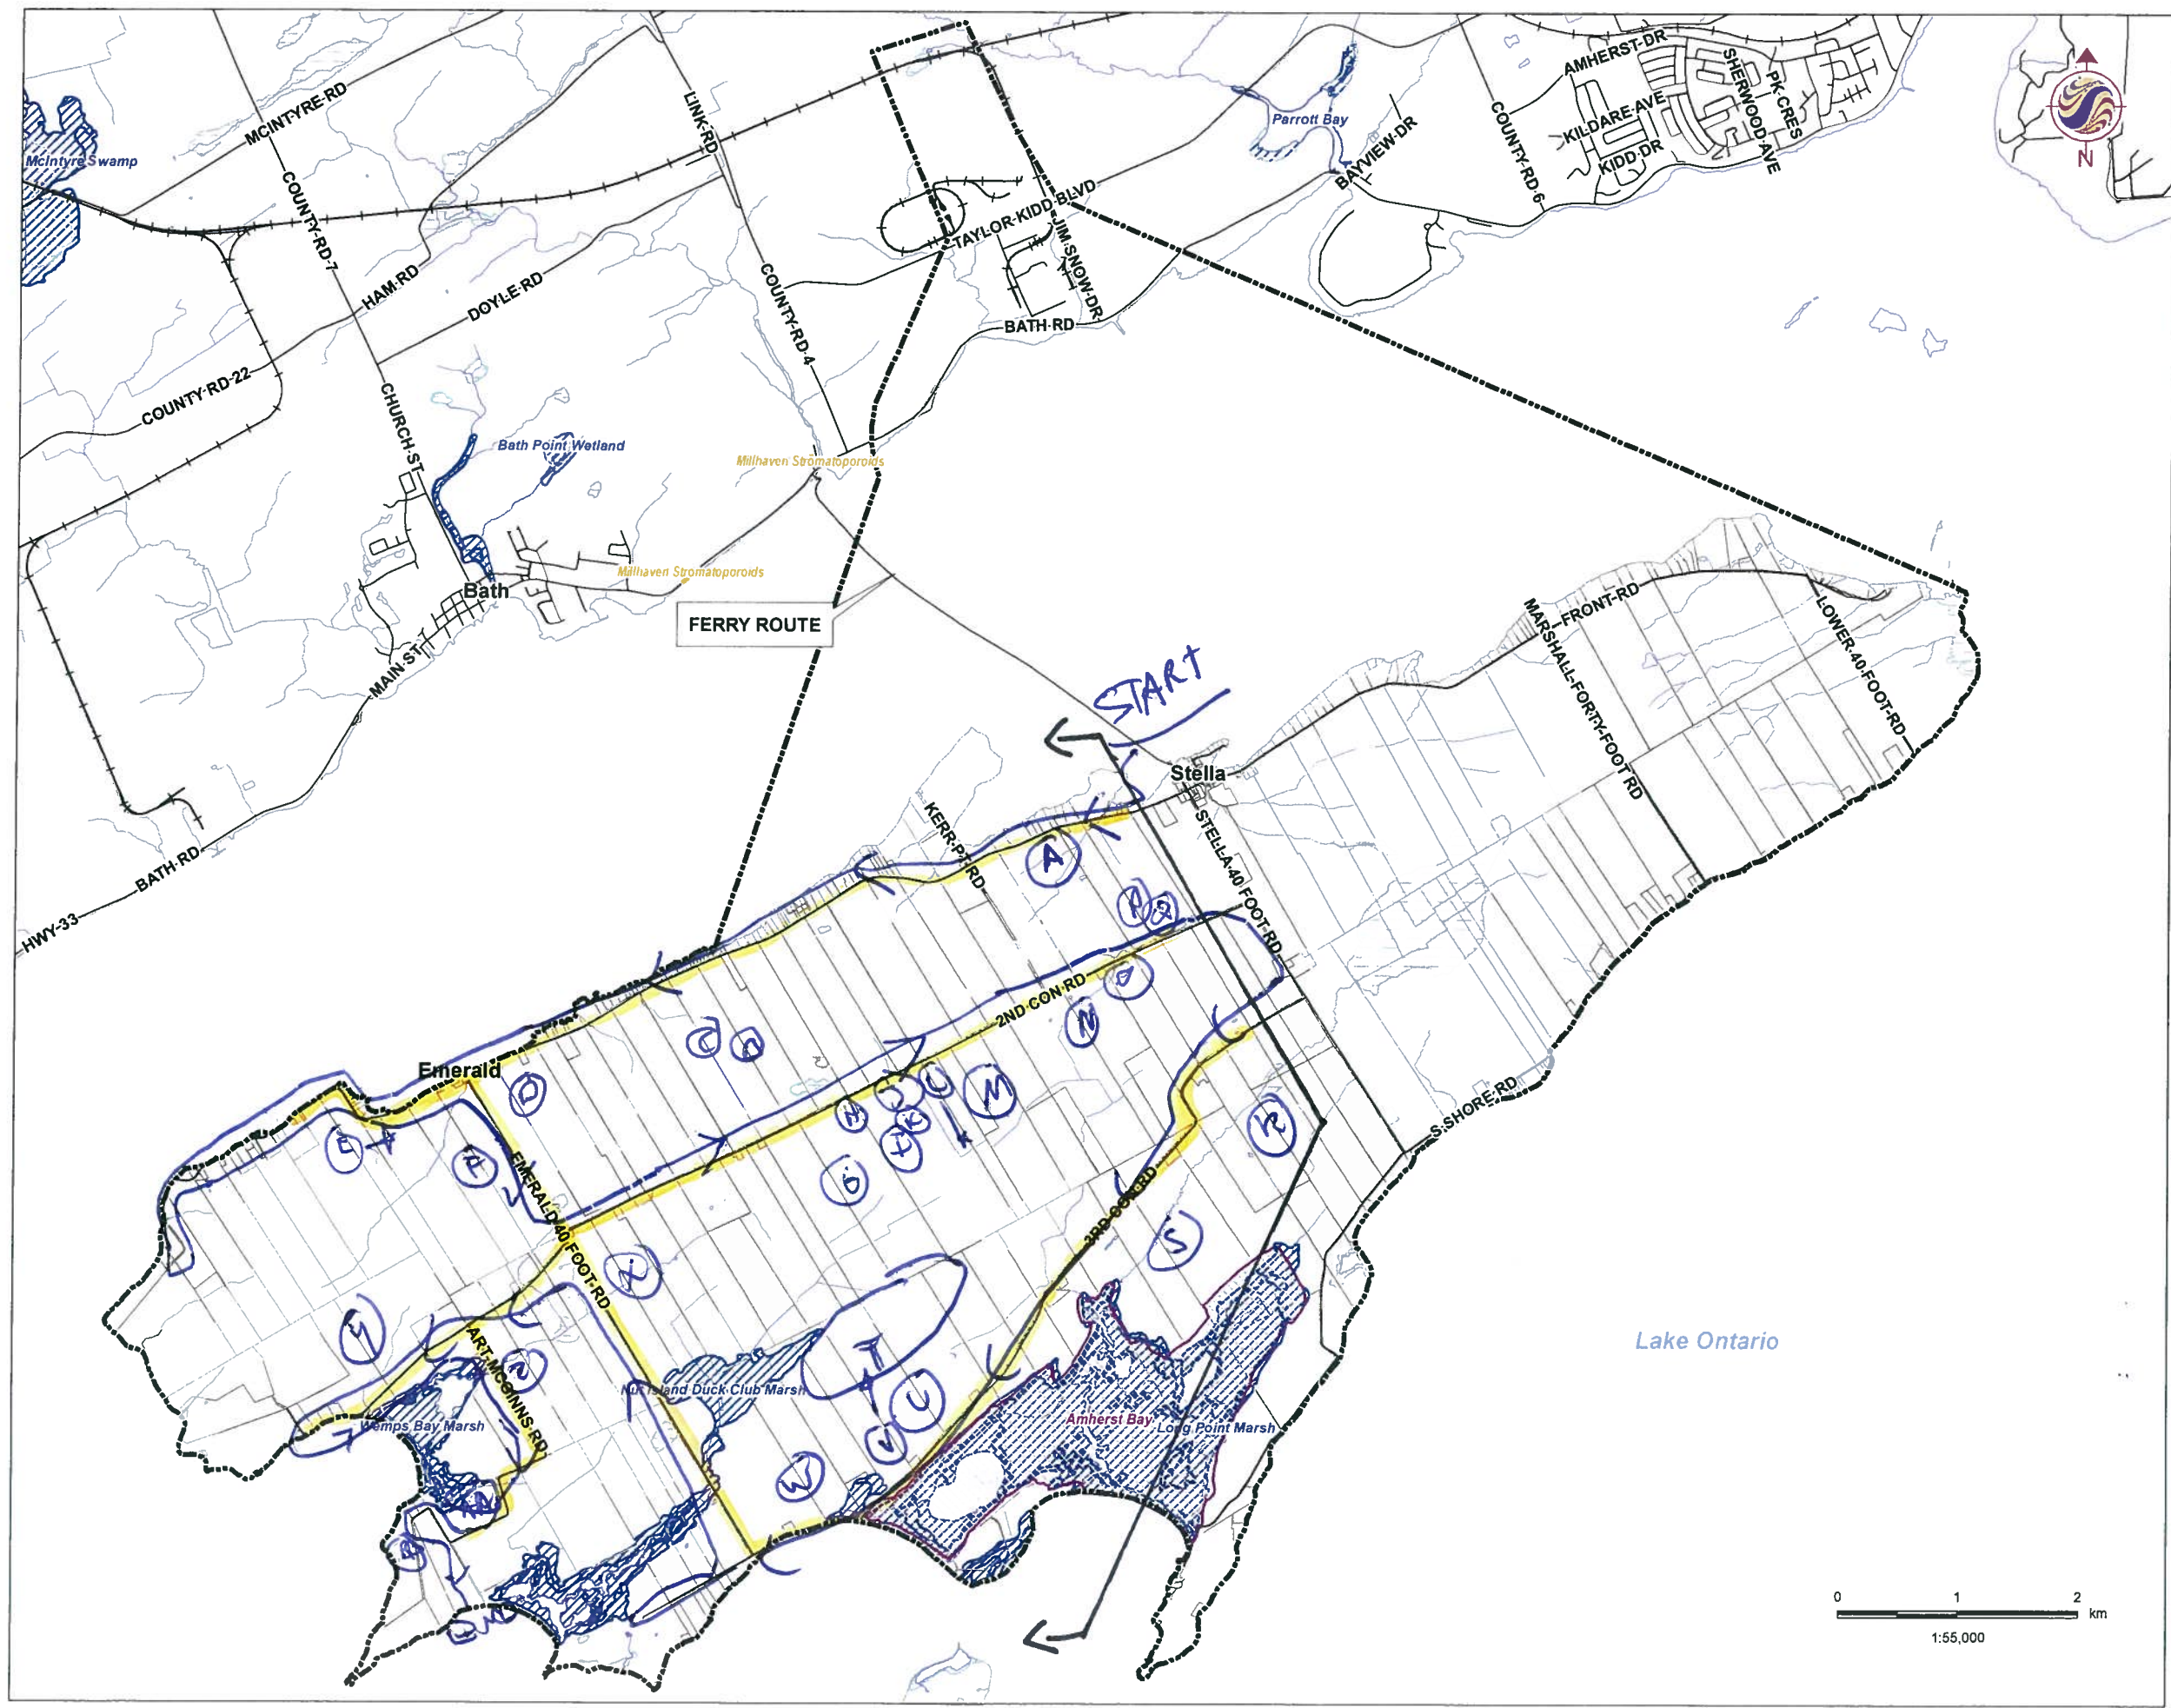 AMHERST-DR
SHERWOOD-AVE
PK-CRES
KILDARE-AVE
KIDD-DR
COUNTY-RD-6
BAYVIEW-DR
Parrott Bay
N
MCINTYRE-RD
LINK-RD
McIntyre Swamp
COUNTY-RD-7
TAYLOR-KIDD-BLVD
JIM-SNOW-DR
HAM-RD
DOYLE-RD
COUNTY-RD-4
BATH-RD
COUNTY-RD-22
CHURCH-ST
Bath Point Wetland
Millhaven Stromatoporoids
Millhaven Stromatoporoids
Bath
FERRY ROUTE
MAIN-ST
FRONT-RD
MARSHALL-FORTY-FOOT RD
LOWER-40-FOOT-RD
START
Stella
STELLA-40 FOOT-RD
KERR-PT-RD
BATH-RD
HWY-33
A
2ND-CON-RD
N
Emerald
M
EMERALD-40 FOOT-RD
3RD-CON-RD
S-SHORE-RD
S
ART-MCGINNS-RD
T
U
V
W
Nut Island Duck Club Marsh
Wemps Bay Marsh
Amherst Bay
Long Point Marsh
Lake Ontario
0 1 2
km
1:55,000